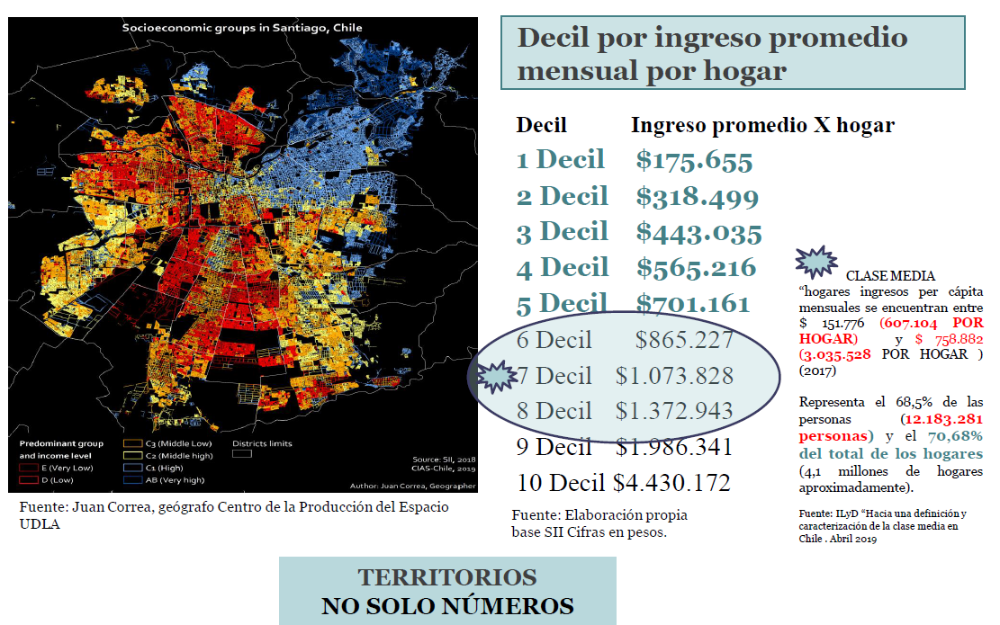 Socioeconomic groups in Santiago, Chile
Predominant group
and income level
E (Very Low)
D (Low)
C3 (Middle Low)
C2 (Middle high)
C1 (High)
AB (Very high)
Districts limits
Source: SII, 2018
CIAS-Chile, 2019
Author: Juan Correa, Geographer
Fuente: Juan Correa, geógrafo Centro de la Producción del Espacio
UDLA
Decil por ingreso promedio
mensual por hogar
Decil Ingreso promedio X hogar
1 Decil $175.655
2 Decil $318.499
3 Decil $443.035
4 Decil $565.216
5 Decil $701.161
6 Decil $865.227
7 Decil $1.073.828
8 Decil $1.372.943
9 Decil $1.986.341
10 Decil $4.430.172
Fuente: Elaboración propia
base SII Cifras en pesos.
CLASE MEDIA
“hogares ingresos per cápita
mensuales se encuentran entre
$ 151.776 (607.104 POR
HOGAR) y $ 758.882
(3.035.528 POR HOGAR )
(2017)
Representa el 68,5% de las
personas (12.183.281
personas) y el 70,68%
del total de los hogares
(4,1 millones de hogares
aproximadamente).
Fuente: ILyD “Hacia una definición y
caracterización de la clase media en
Chile . Abril 2019
TERRITORIOS
NO SOLO NÚMEROS